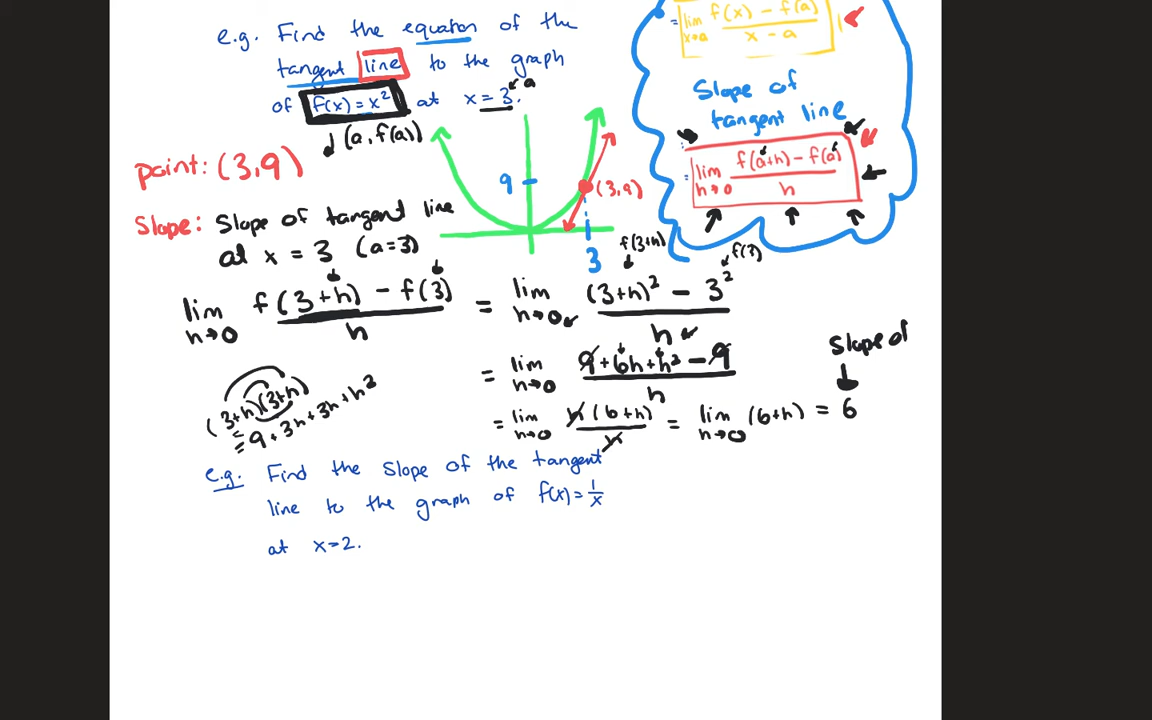 e.g. Find the equation of the
tangent line to the graph
of f(x) = x² at x = 3. a
(a, f(a))
point: (3,9)
Slope: Slope of tangent line
at x = 3 (a=3)
9
(3,9)
3
= lim x→a f(x) - f(a) / x - a
Slope of
tangent line
= lim h→0 f(a+h) - f(a) / h
f(3+h) f(3)
lim h→0 f(3+h) - f(3) / h = lim h→0 (3+h)² - 3² / h
= lim h→0 9+6h+h² - 9 / h
Slope of
(3+h)(3+h)
= 9+3h+3h+h²
= lim h→0 h(6+h) / h = lim h→0 (6+h) = 6
e.g. Find the slope of the tangent
line to the graph of f(x) = 1/x
at x=2.